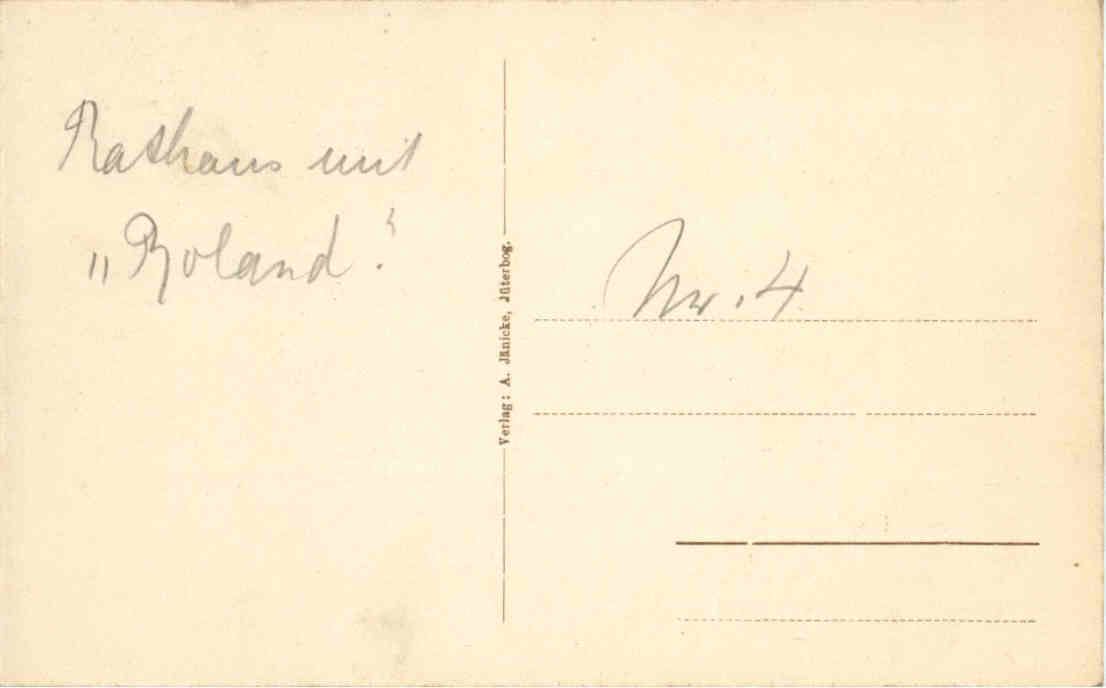 Rathaus mit
„Roland“.
Verlag: A. Jänicke, Jüterbog.
Nr. 4